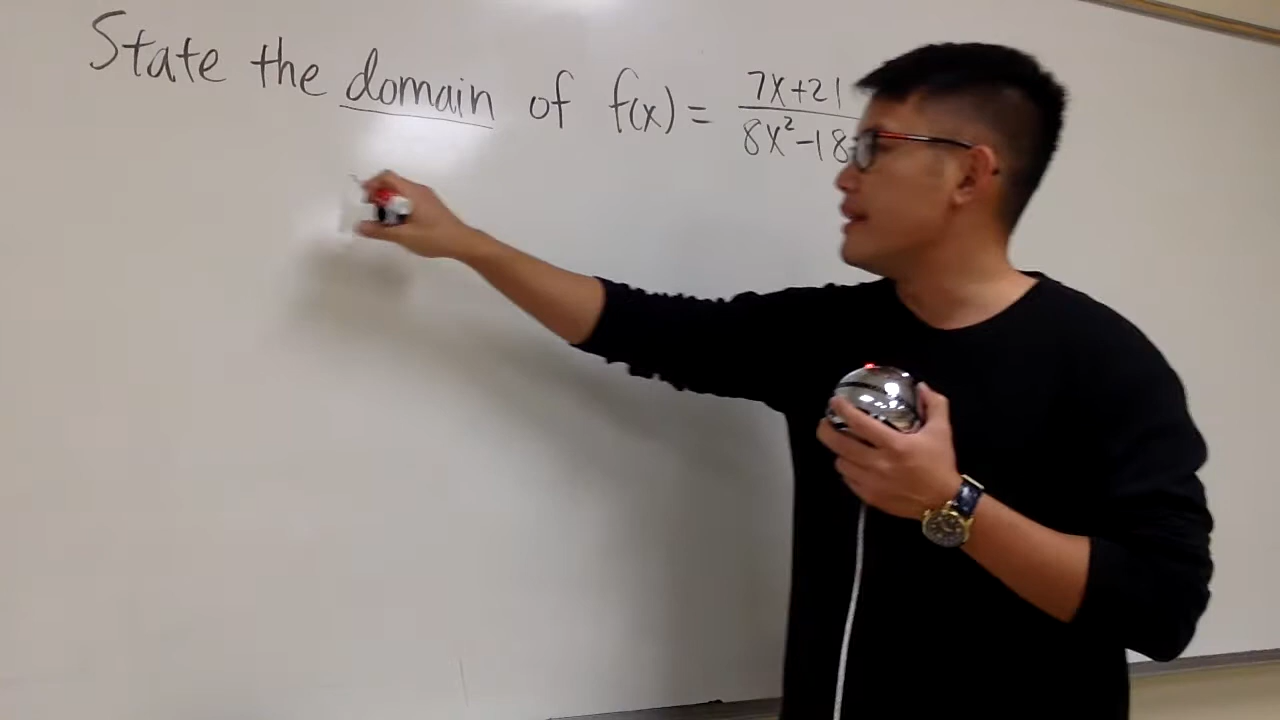 State the domain of f(x) = 7x+21 / 8x²-18